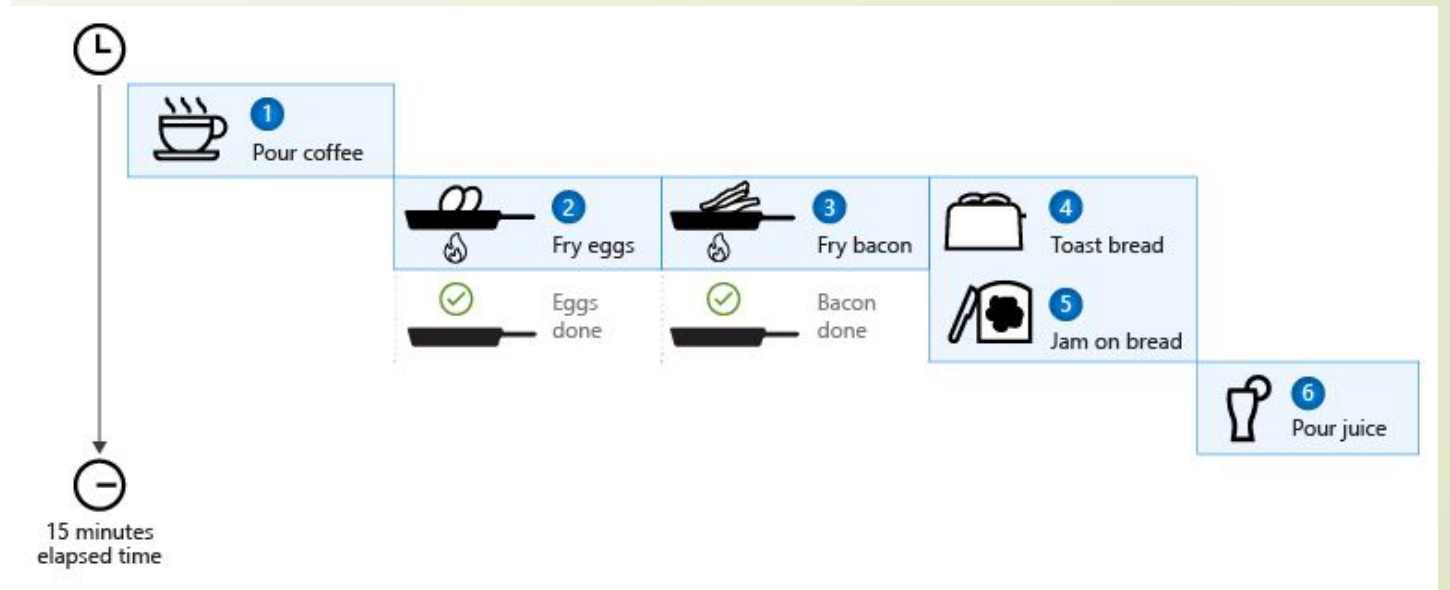 1
Pour coffee
2
Fry eggs
3
Fry bacon
4
Toast bread
Eggs
done
Bacon
done
5
Jam on bread
6
Pour juice
15 minutes
elapsed time